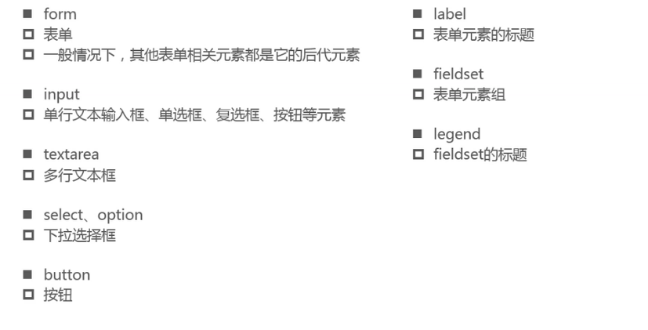 form
表单
一般情况下，其他表单相关元素都是它的后代元素
input
单行文本输入框、单选框、复选框、按钮等元素
textarea
多行文本框
select、option
下拉选择框
button
按钮
label
表单元素的标题
fieldset
表单元素组
legend
fieldset的标题